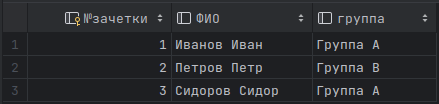 №зачетки ФИО группа
1 1 Иванов Иван Группа A
2 2 Петров Петр Группа B
3 3 Сидоров Сидор Группа A